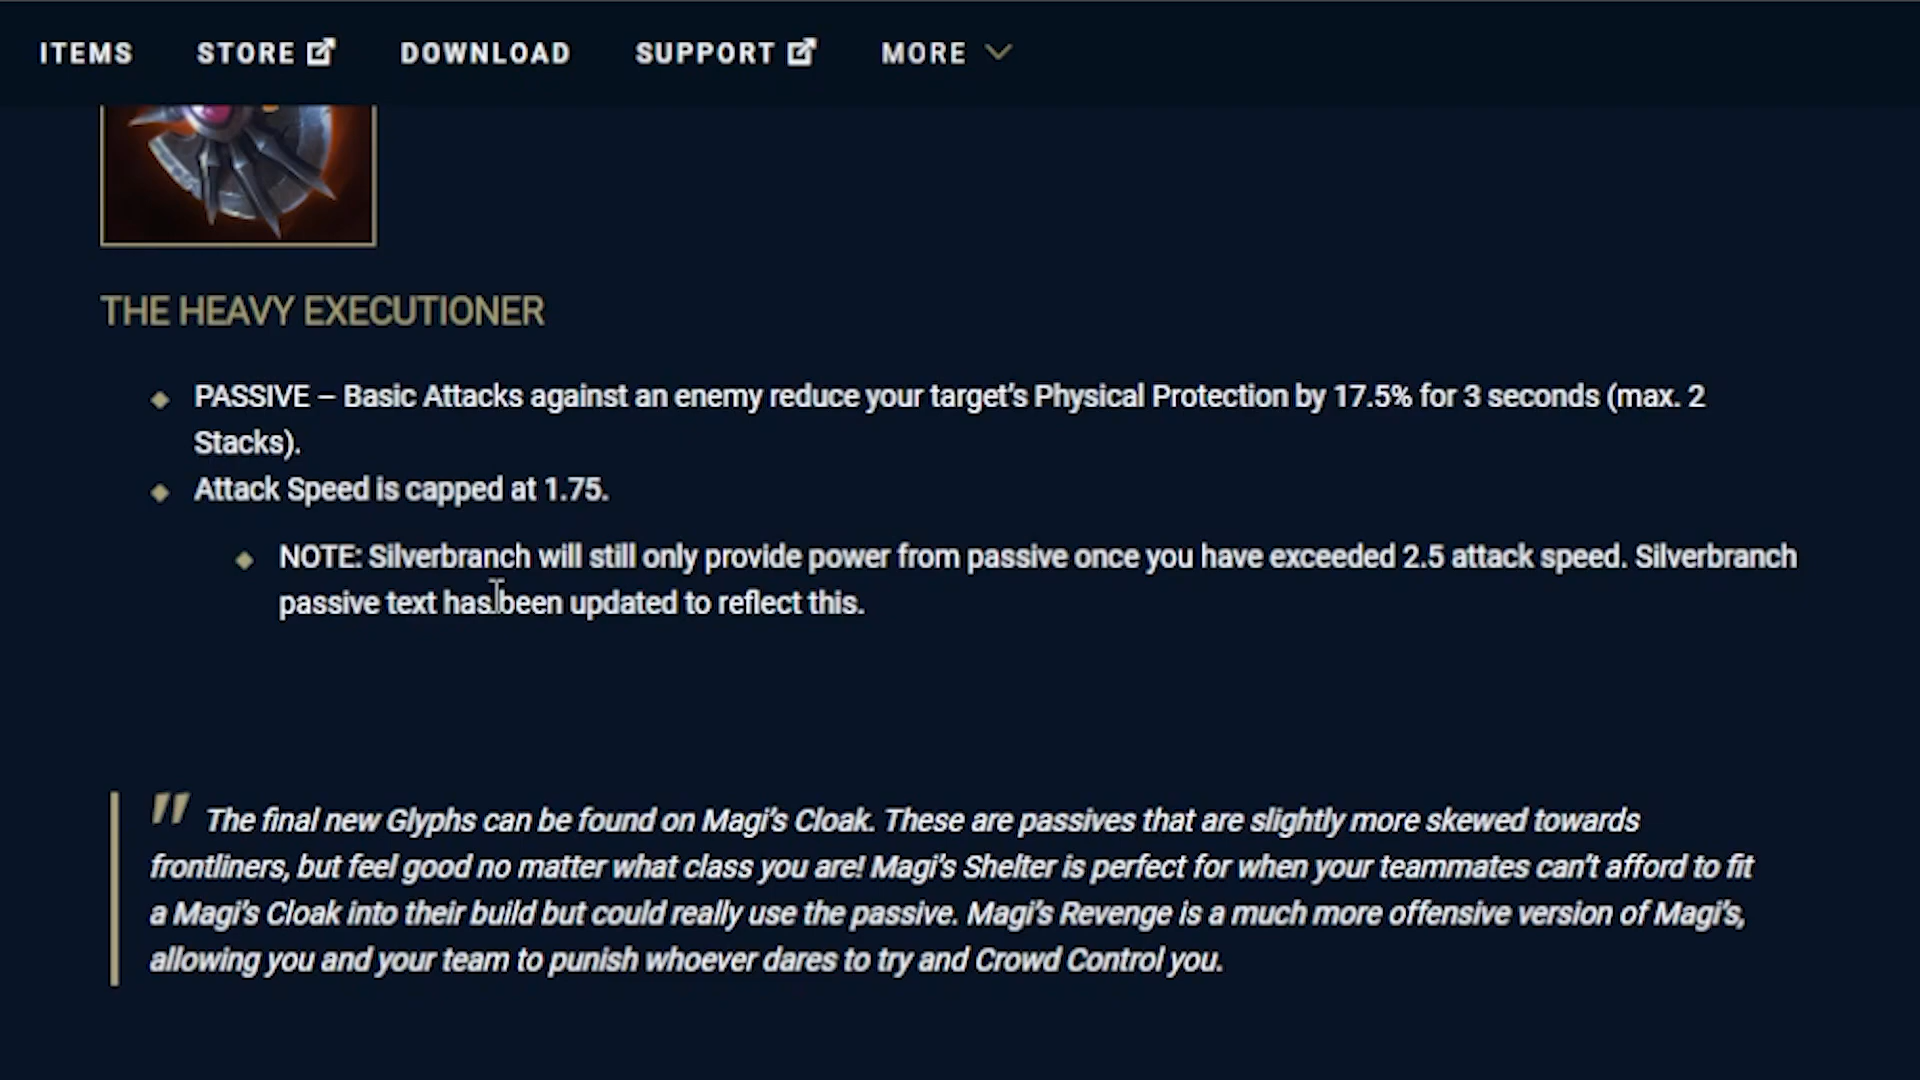 ITEMS STORE DOWNLOAD SUPPORT MORE
THE HEAVY EXECUTIONER
PASSIVE – Basic Attacks against an enemy reduce your target's Physical Protection by 17.5% for 3 seconds (max. 2
Stacks).
Attack Speed is capped at 1.75.
NOTE: Silverbranch will still only provide power from passive once you have exceeded 2.5 attack speed. Silverbranch
passive text has been updated to reflect this.
" The final new Glyphs can be found on Magi's Cloak. These are passives that are slightly more skewed towards
frontliners, but feel good no matter what class you are! Magi's Shelter is perfect for when your teammates can't afford to fit
a Magi's Cloak into their build but could really use the passive. Magi's Revenge is a much more offensive version of Magi's,
allowing you and your team to punish whoever dares to try and Crowd Control you.